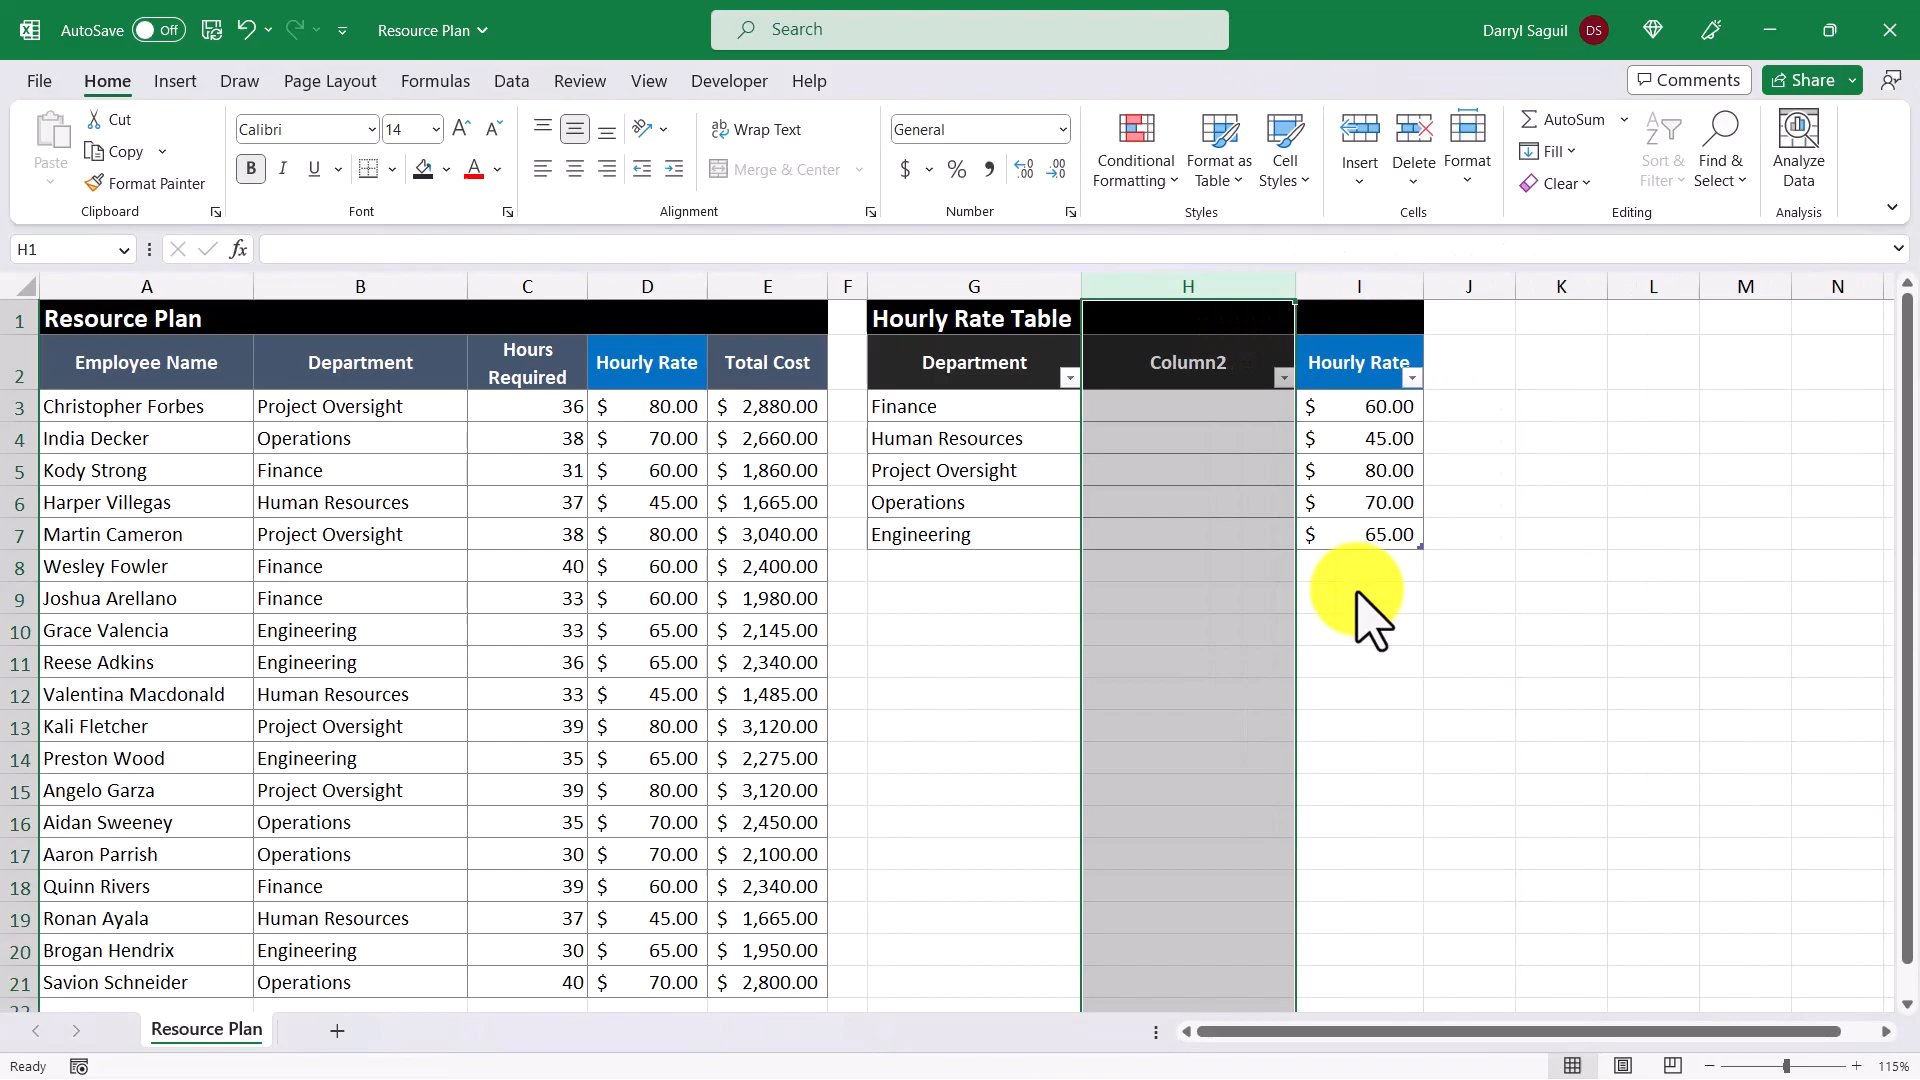 AutoSave Off Resource Plan Search Darryl Saguil DS
File Home Insert Draw Page Layout Formulas Data Review View Developer Help Comments Share
Paste Cut Copy Format Painter Clipboard
Calibri 14 B I U A Font
ab Wrap Text Merge & Center Alignment
General $ % Number
Conditional Formatting Format as Table Cell Styles Styles
Insert Delete Format Cells
AutoSum Fill Clear Sort & Filter Find & Select Editing
Analyze Data Analysis
H1 fx
A B C D E F G H I J K L M N
1 Resource Plan Hourly Rate Table
2 Employee Name Department Hours Required Hourly Rate Total Cost Department Column2 Hourly Rate
3 Christopher Forbes Project Oversight 36 $ 80.00 $ 2,880.00 Finance $ 60.00
4 India Decker Operations 38 $ 70.00 $ 2,660.00 Human Resources $ 45.00
5 Kody Strong Finance 31 $ 60.00 $ 1,860.00 Project Oversight $ 80.00
6 Harper Villegas Human Resources 37 $ 45.00 $ 1,665.00 Operations $ 70.00
7 Martin Cameron Project Oversight 38 $ 80.00 $ 3,040.00 Engineering $ 65.00
8 Wesley Fowler Finance 40 $ 60.00 $ 2,400.00
9 Joshua Arellano Finance 33 $ 60.00 $ 1,980.00
10 Grace Valencia Engineering 33 $ 65.00 $ 2,145.00
11 Reese Adkins Engineering 36 $ 65.00 $ 2,340.00
12 Valentina Macdonald Human Resources 33 $ 45.00 $ 1,485.00
13 Kali Fletcher Project Oversight 39 $ 80.00 $ 3,120.00
14 Preston Wood Engineering 35 $ 65.00 $ 2,275.00
15 Angelo Garza Project Oversight 39 $ 80.00 $ 3,120.00
16 Aidan Sweeney Operations 35 $ 70.00 $ 2,450.00
17 Aaron Parrish Operations 30 $ 70.00 $ 2,100.00
18 Quinn Rivers Finance 39 $ 60.00 $ 2,340.00
19 Ronan Ayala Human Resources 37 $ 45.00 $ 1,665.00
20 Brogan Hendrix Engineering 30 $ 65.00 $ 1,950.00
21 Savion Schneider Operations 40 $ 70.00 $ 2,800.00
Resource Plan
Ready 115%